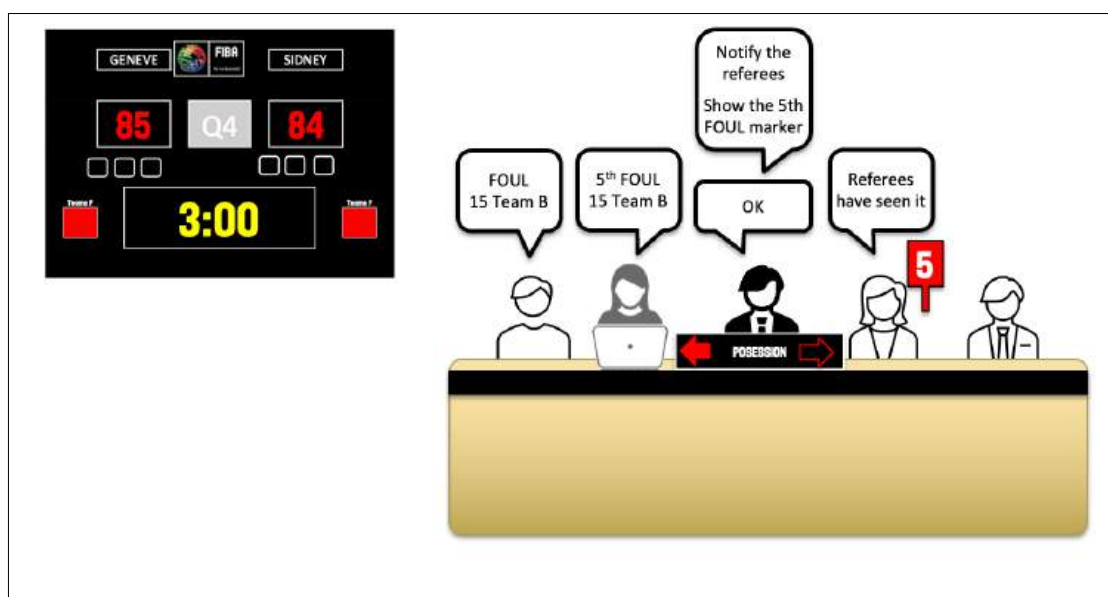 GENEVE
FIBA
SIDNEY
85
Q4
84
3:00
Notify the
referees
Show the 5th
FOUL marker
FOUL
15 Team B
5th FOUL
15 Team B
OK
Referees
have seen it
5
POSESSION